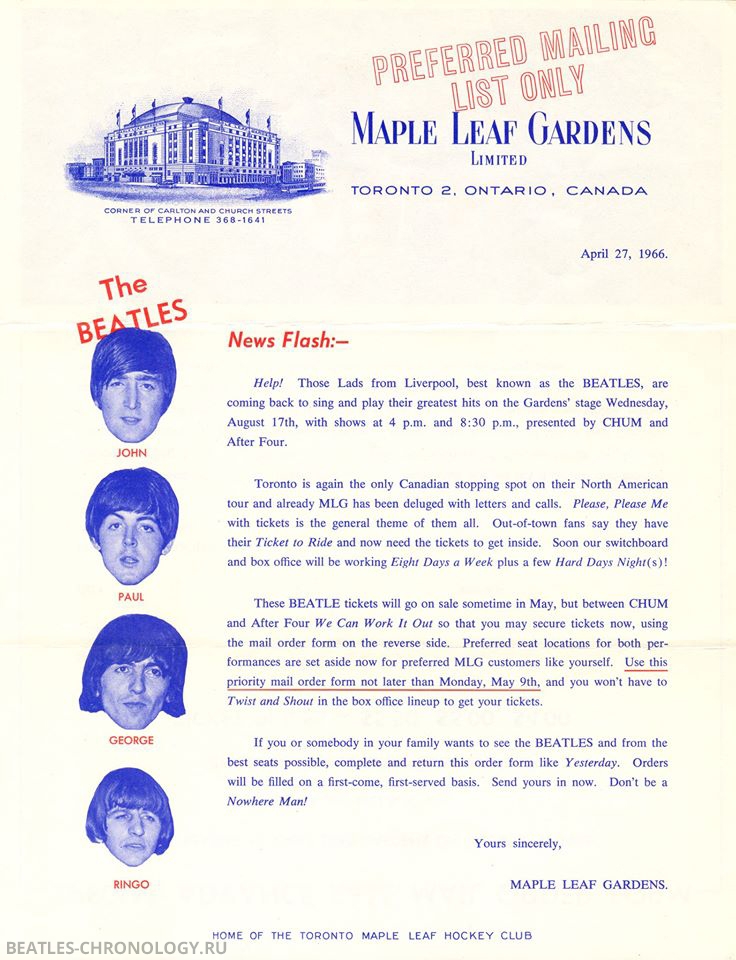 PREFERRED MAILING
LIST ONLY
MAPLE LEAF GARDENS
LIMITED
TORONTO 2, ONTARIO, CANADA
CORNER OF CARLTON AND CHURCH STREETS
TELEPHONE 368-1641
April 27, 1966.
The
BEATLES
JOHN
PAUL
GEORGE
RINGO
News Flash:—
Help! Those Lads from Liverpool, best known as the BEATLES, are
coming back to sing and play their greatest hits on the Gardens' stage Wednesday,
August 17th, with shows at 4 p.m. and 8:30 p.m., presented by CHUM and
After Four.
Toronto is again the only Canadian stopping spot on their North American
tour and already MLG has been deluged with letters and calls. Please, Please Me
with tickets is the general theme of them all. Out-of-town fans say they have
their Ticket to Ride and now need the tickets to get inside. Soon our switchboard
and box office will be working Eight Days a Week plus a few Hard Days Night(s)!
These BEATLE tickets will go on sale sometime in May, but between CHUM
and After Four We Can Work It Out so that you may secure tickets now, using
the mail order form on the reverse side. Preferred seat locations for both per-
formances are set aside now for preferred MLG customers like yourself. Use this
priority mail order form not later than Monday, May 9th, and you won't have to
Twist and Shout in the box office lineup to get your tickets.
If you or somebody in your family wants to see the BEATLES and from the
best seats possible, complete and return this order form like Yesterday. Orders
will be filled on a first-come, first-served basis. Send yours in now. Don't be a
Nowhere Man!
Yours sincerely,
MAPLE LEAF GARDENS.
HOME OF THE TORONTO MAPLE LEAF HOCKEY CLUB
BEATLES-CHRONOLOGY.RU